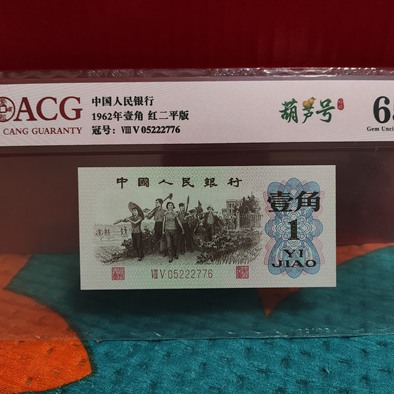 ACG
CANG GUARANTY
中国人民银行
1962年壹角 红二平版
冠号：VIII V 05222776
葫芦号
Gem Unc
中國人民銀行
壹角
1
YI
JIAO
VIII V 05222776